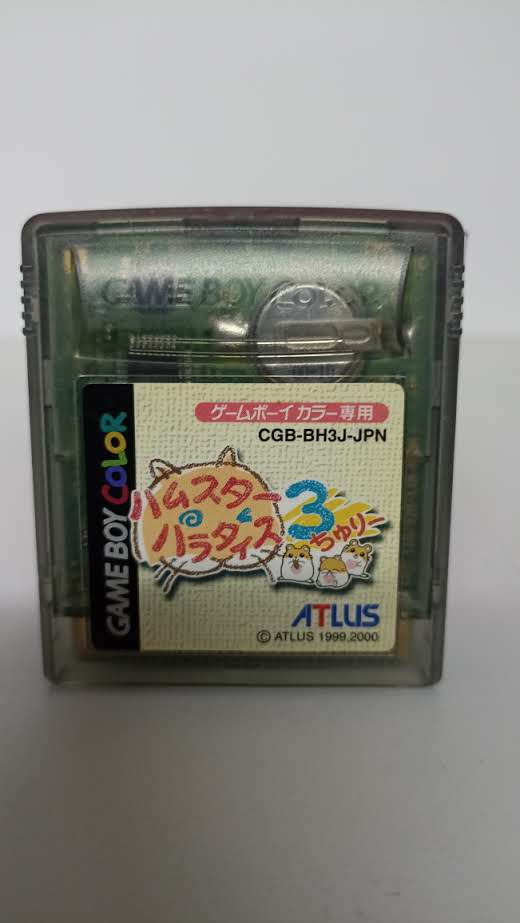 GAME BOY COLOR
GAME BOY COLOR
ゲームボーイカラー専用
CGB-BH3J-JPN
ハムスター
パラダイス
3
ちゅりー
ATLUS
© ATLUS 1999,2000